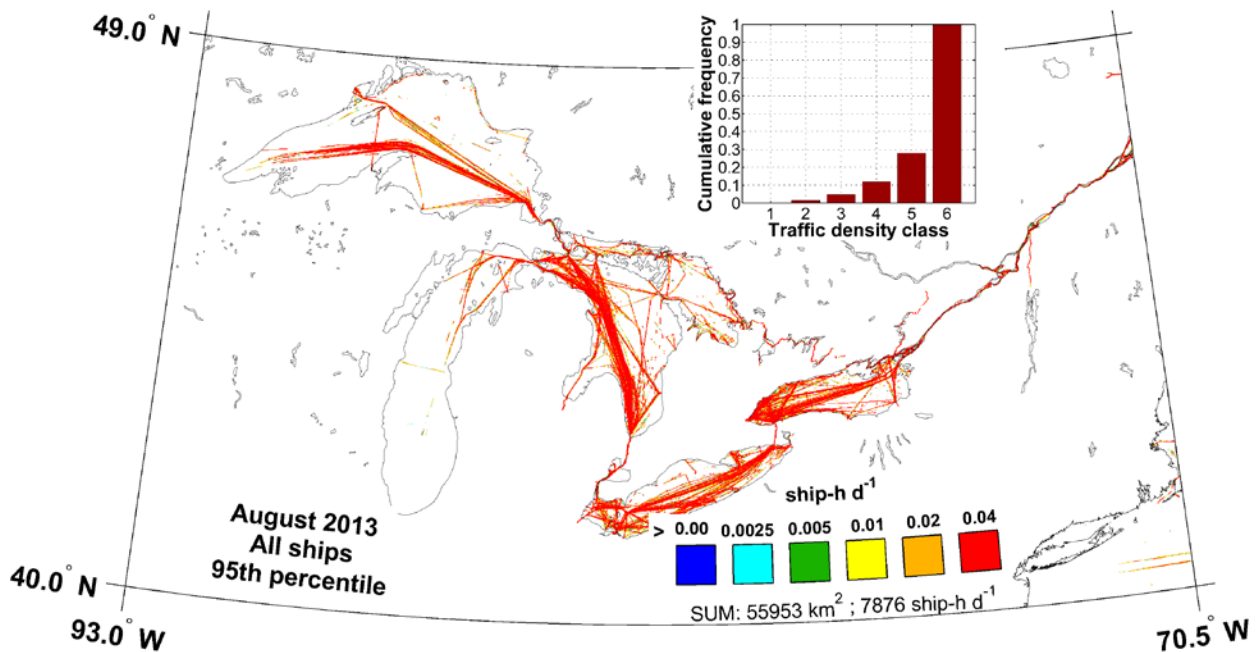 49.0° N
1
0.9
0.8
0.7
0.6
0.5
0.4
0.3
0.2
0.1
0
Cumulative frequency
1 2 3 4 5 6
Traffic density class
August 2013
All ships
95th percentile
ship-h d⁻¹
> 0.00 0.0025 0.005 0.01 0.02 0.04
SUM: 55953 km² ; 7876 ship-h d⁻¹
40.0° N
93.0° W
70.5° W